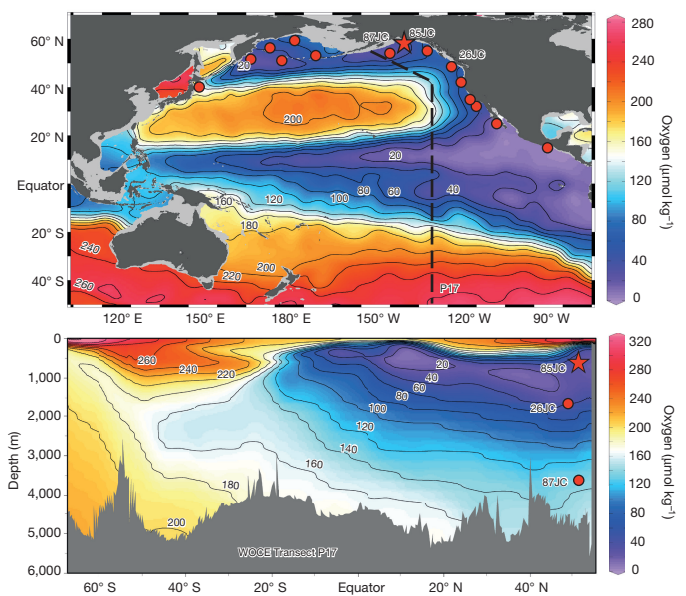 60° N
40° N
20° N
Equator
20° S
40° S
87JC
85JC
26JC
20
200
20
80
60
40
100
120
160
180
240
200
220
260
P17
120° E
150° E
180° E
150° W
120° W
90° W
280
240
200
160
120
80
40
0
Oxygen (μmol kg⁻¹)
0
1,000
2,000
3,000
4,000
5,000
6,000
Depth (m)
260
240
220
20
40
60
80
100
120
140
160
180
200
85JC
26JC
87JC
WOCE Transect P17
60° S
40° S
20° S
Equator
20° N
40° N
320
280
240
200
160
120
80
40
0
Oxygen (μmol kg⁻¹)